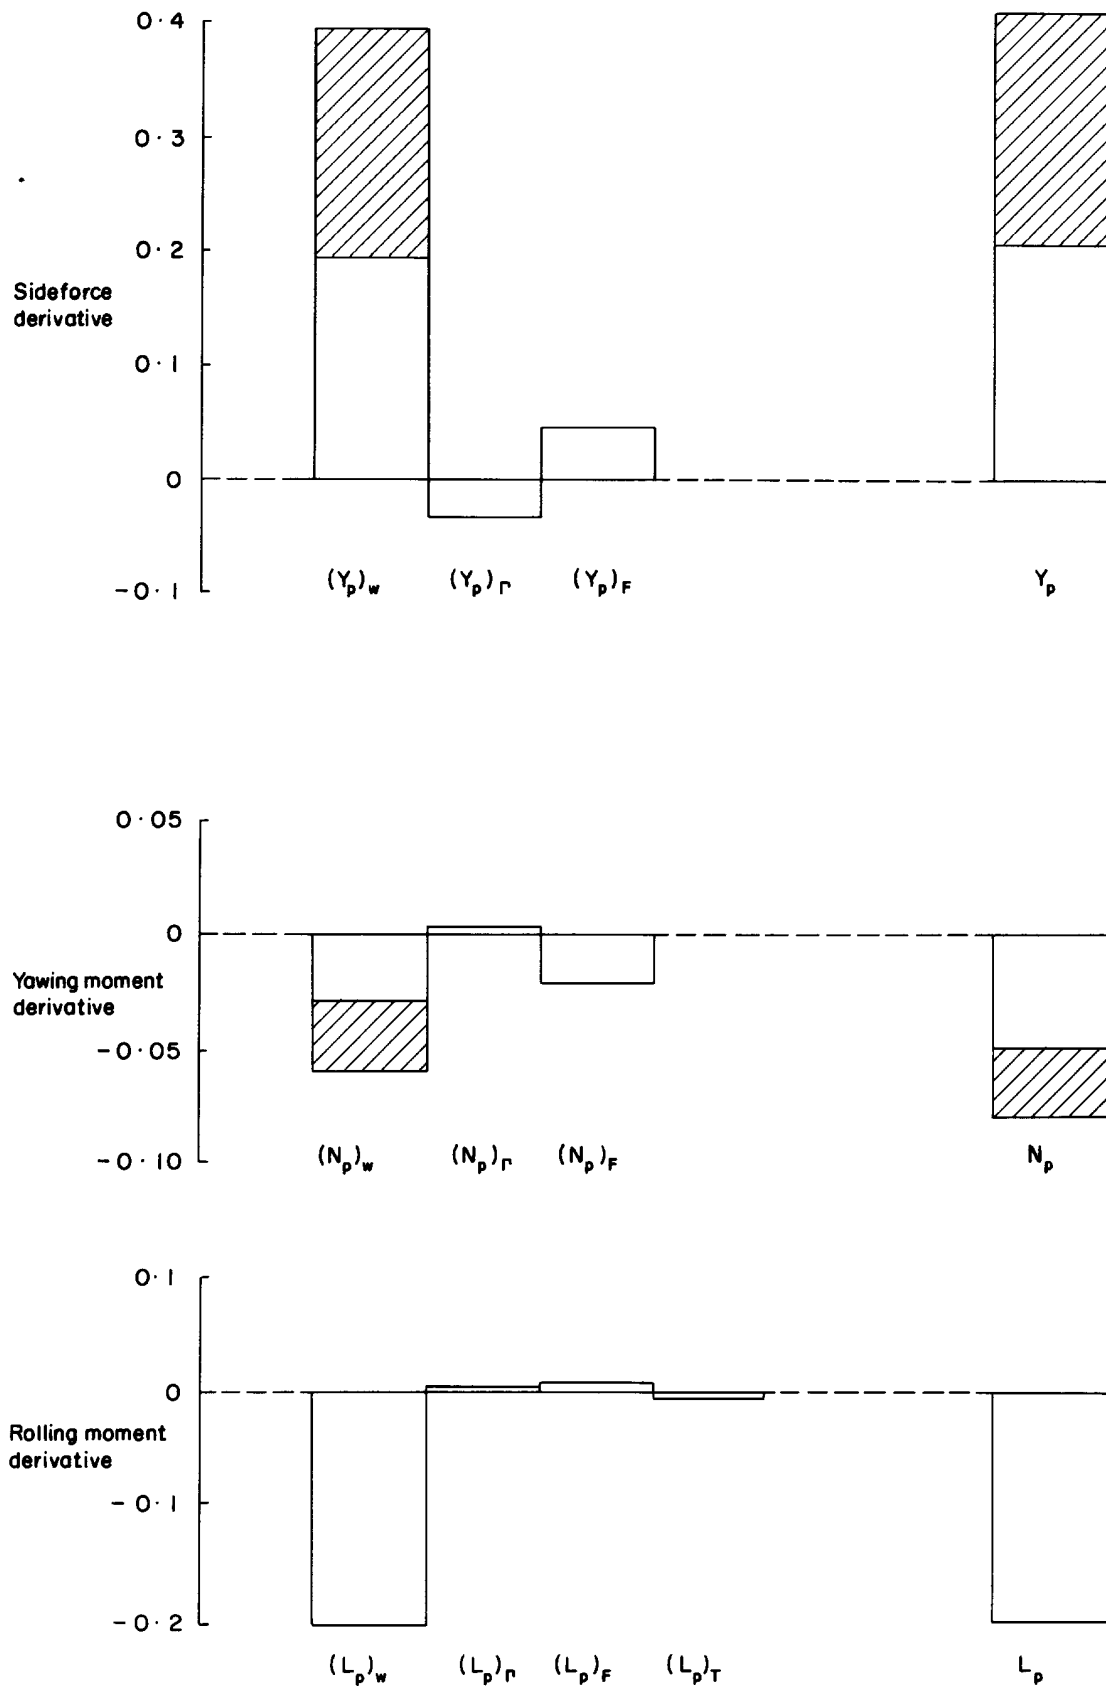 0·4
0·3
0·2
Sideforce
derivative
0·1
0
-0·1
(Yp)w (Yp)Γ (Yp)F Yp
0·05
0
Yawing moment
derivative
-0·05
-0·10
(Np)w (Np)Γ (Np)F Np
0·1
0
Rolling moment
derivative
-0·1
-0·2
(Lp)w (Lp)Γ (Lp)F (Lp)T Lp